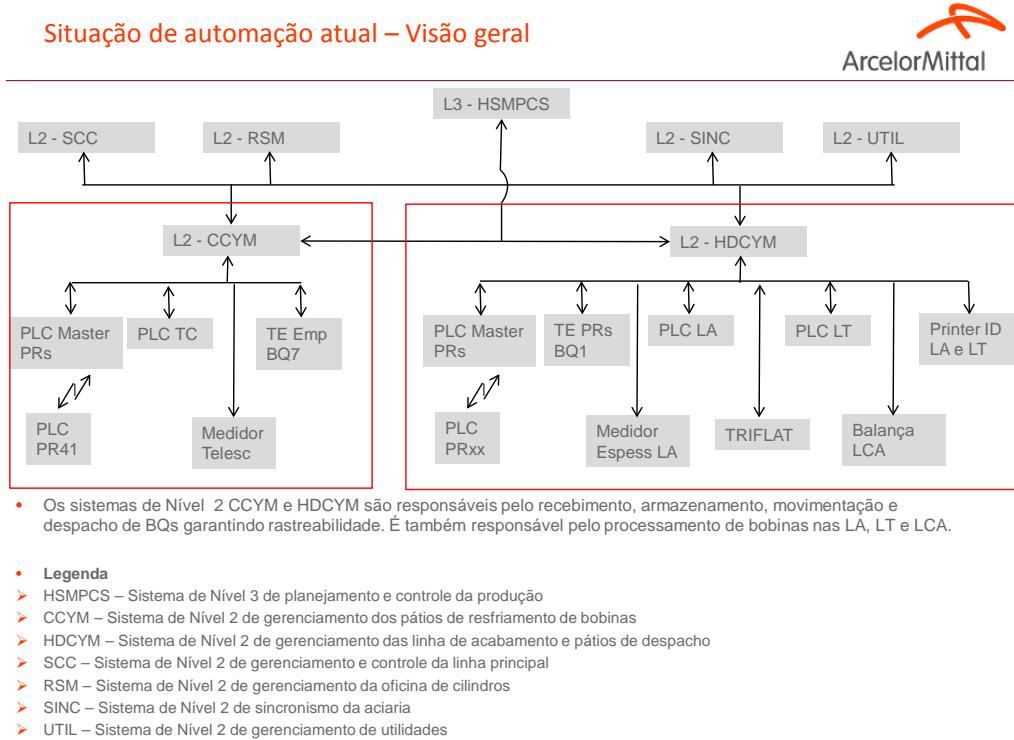 Situação de automação atual – Visão geral
ArcelorMittal
L3 - HSMPCS
L2 - SCC
L2 - RSM
L2 - SINC
L2 - UTIL
L2 - CCYM
L2 - HDCYM
PLC Master
PRs
PLC TC
TE Emp
BQ7
PLC
PR41
Medidor
Telesc
PLC Master
PRs
TE PRs
BQ1
PLC LA
PLC LT
Printer ID
LA e LT
PLC
PRxx
Medidor
Espess LA
TRIFLAT
Balança
LCA
• Os sistemas de Nível 2 CCYM e HDCYM são responsáveis pelo recebimento, armazenamento, movimentação e
despacho de BQs garantindo rastreabilidade. É também responsável pelo processamento de bobinas nas LA, LT e LCA.
• Legenda
➢ HSMPCS – Sistema de Nível 3 de planejamento e controle da produção
➢ CCYM – Sistema de Nível 2 de gerenciamento dos pátios de resfriamento de bobinas
➢ HDCYM – Sistema de Nível 2 de gerenciamento das linha de acabamento e pátios de despacho
➢ SCC – Sistema de Nível 2 de gerenciamento e controle da linha principal
➢ RSM – Sistema de Nível 2 de gerenciamento da oficina de cilindros
➢ SINC – Sistema de Nível 2 de sincronismo da aciaria
➢ UTIL – Sistema de Nível 2 de gerenciamento de utilidades